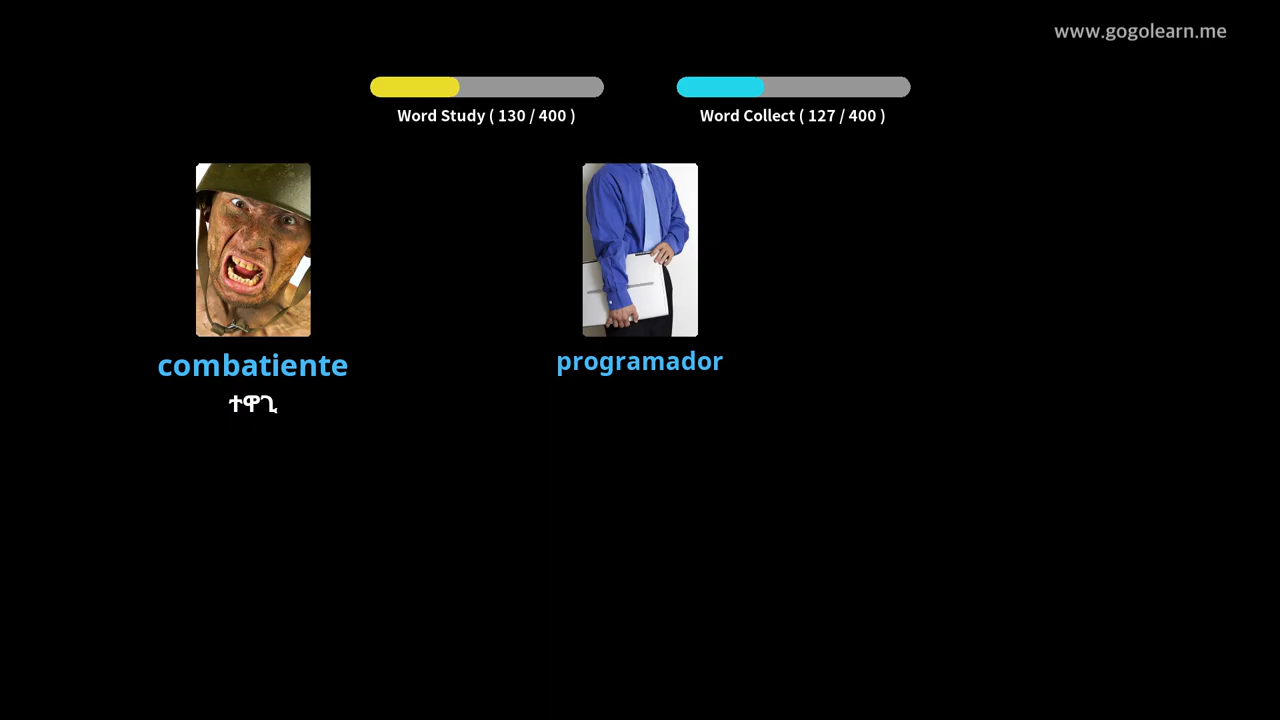 www.gogolearn.me
Word Study ( 130 / 400 )
Word Collect ( 127 / 400 )
combatiente
ተዋጊ
programador